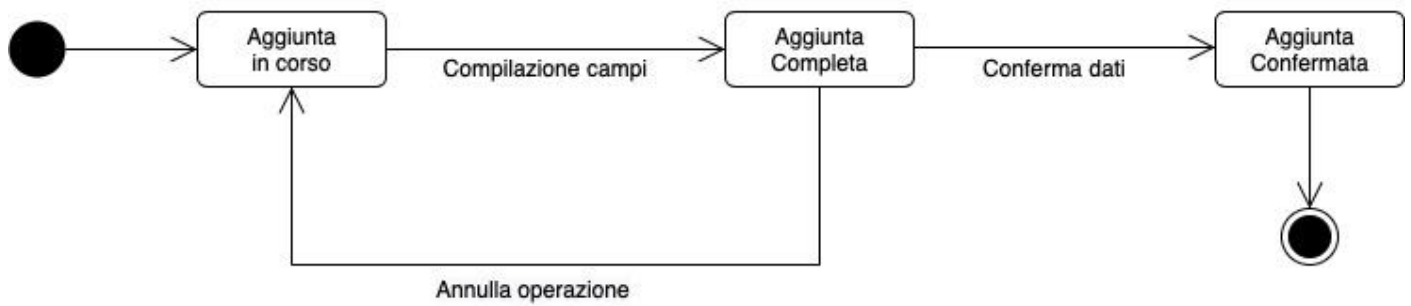 Aggiunta
in corso
Compilazione campi
Aggiunta
Completa
Conferma dati
Aggiunta
Confermata
Annulla operazione